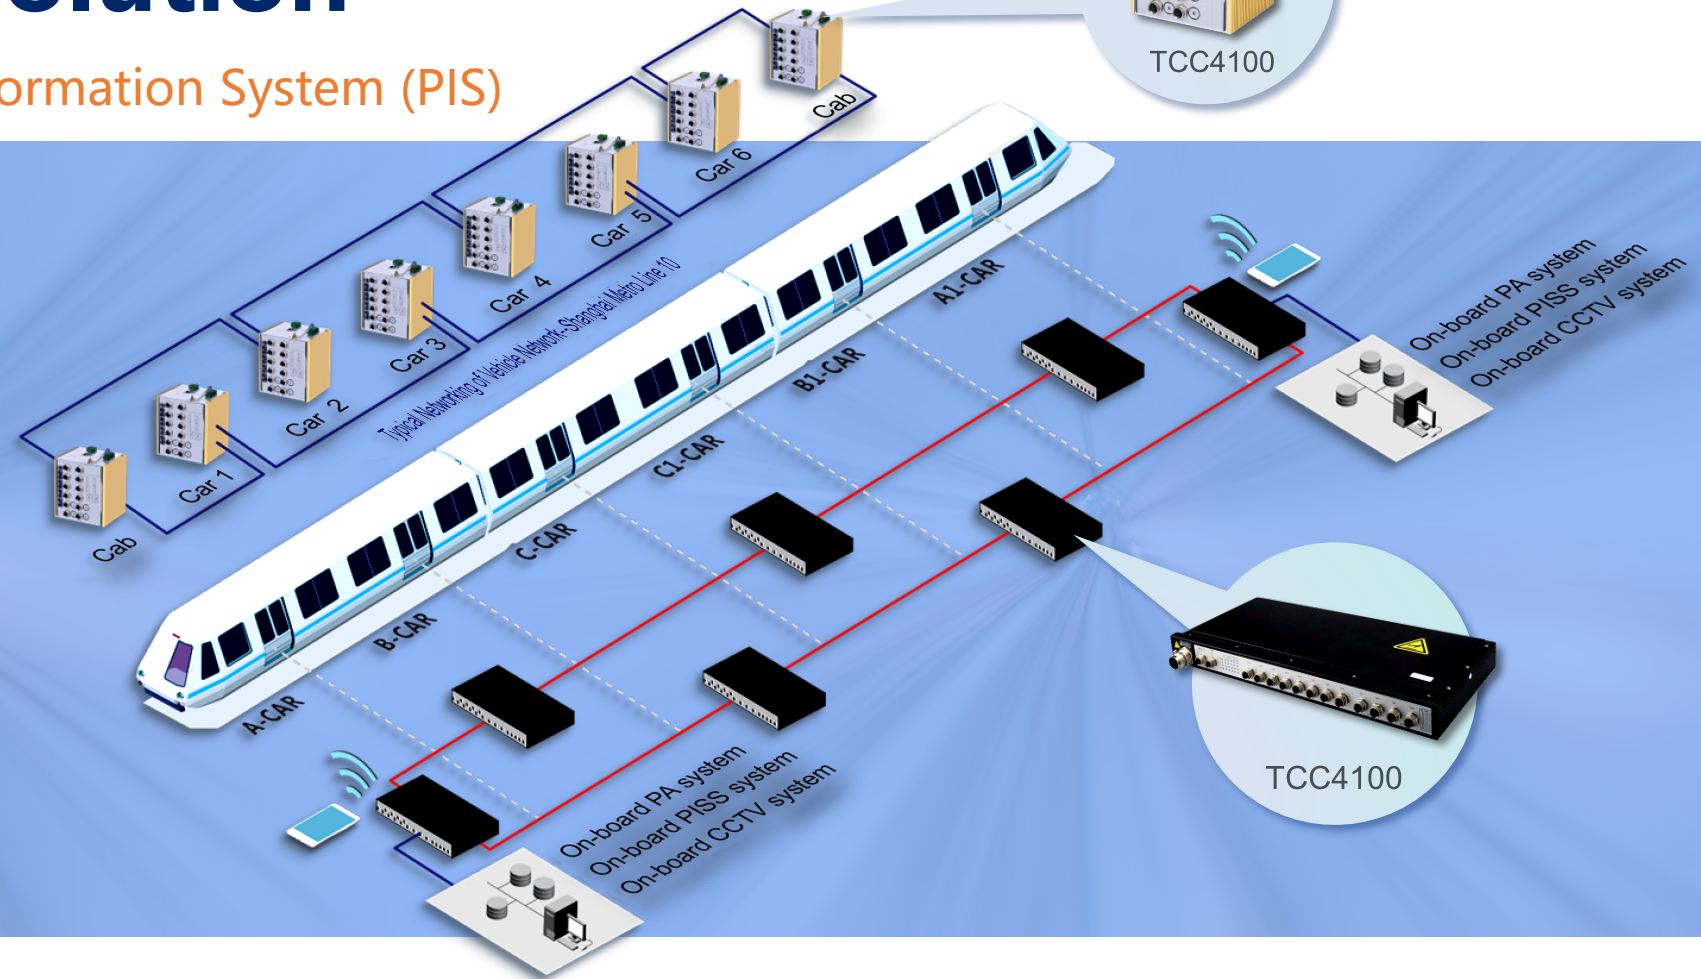 ormation System (PIS)
TCC4100
Cab
Car 6
Car 5
Car 4
Car 3
Car 2
Car 1
Cab
Typical Networking of Vehicle Network--Shanghai Metro Line 10
A1-CAR
B1-CAR
C1-CAR
C-CAR
B-CAR
A-CAR
On-board PA system
On-board PISS system
On-board CCTV system
TCC4100
On-board PA system
On-board PISS system
On-board CCTV system